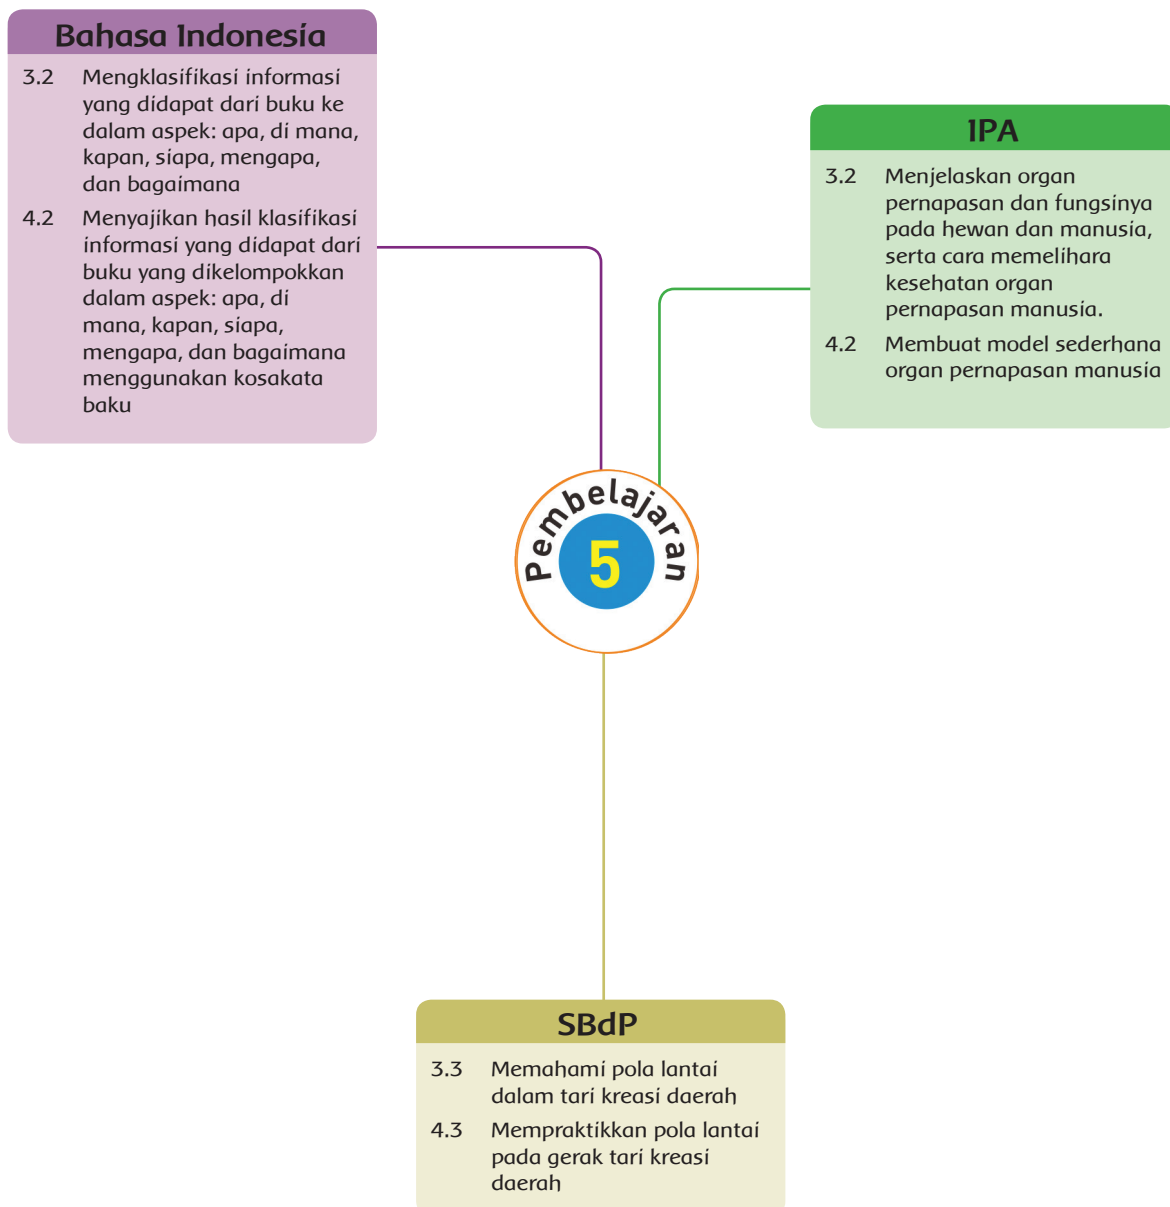 Bahasa Indonesia
3.2 Mengklasifikasi informasi
yang didapat dari buku ke
dalam aspek: apa, di mana,
kapan, siapa, mengapa,
dan bagaimana
4.2 Menyajikan hasil klasifikasi
informasi yang didapat dari
buku yang dikelompokkan
dalam aspek: apa, di
mana, kapan, siapa,
mengapa, dan bagaimana
menggunakan kosakata
baku
IPA
3.2 Menjelaskan organ
pernapasan dan fungsinya
pada hewan dan manusia,
serta cara memelihara
kesehatan organ
pernapasan manusia.
4.2 Membuat model sederhana
organ pernapasan manusia
Pembelajaran
5
SBdP
3.3 Memahami pola lantai
dalam tari kreasi daerah
4.3 Mempraktikkan pola lantai
pada gerak tari kreasi
daerah